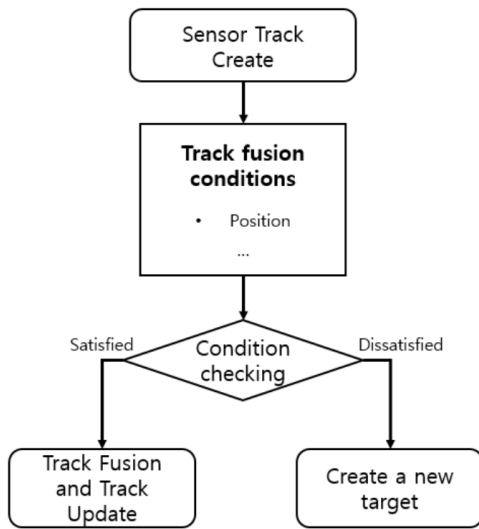 Sensor Track
Create
Track fusion
conditions
• Position
...
Satisfied
Dissatisfied
Condition
checking
Track Fusion
and Track
Update
Create a new
target